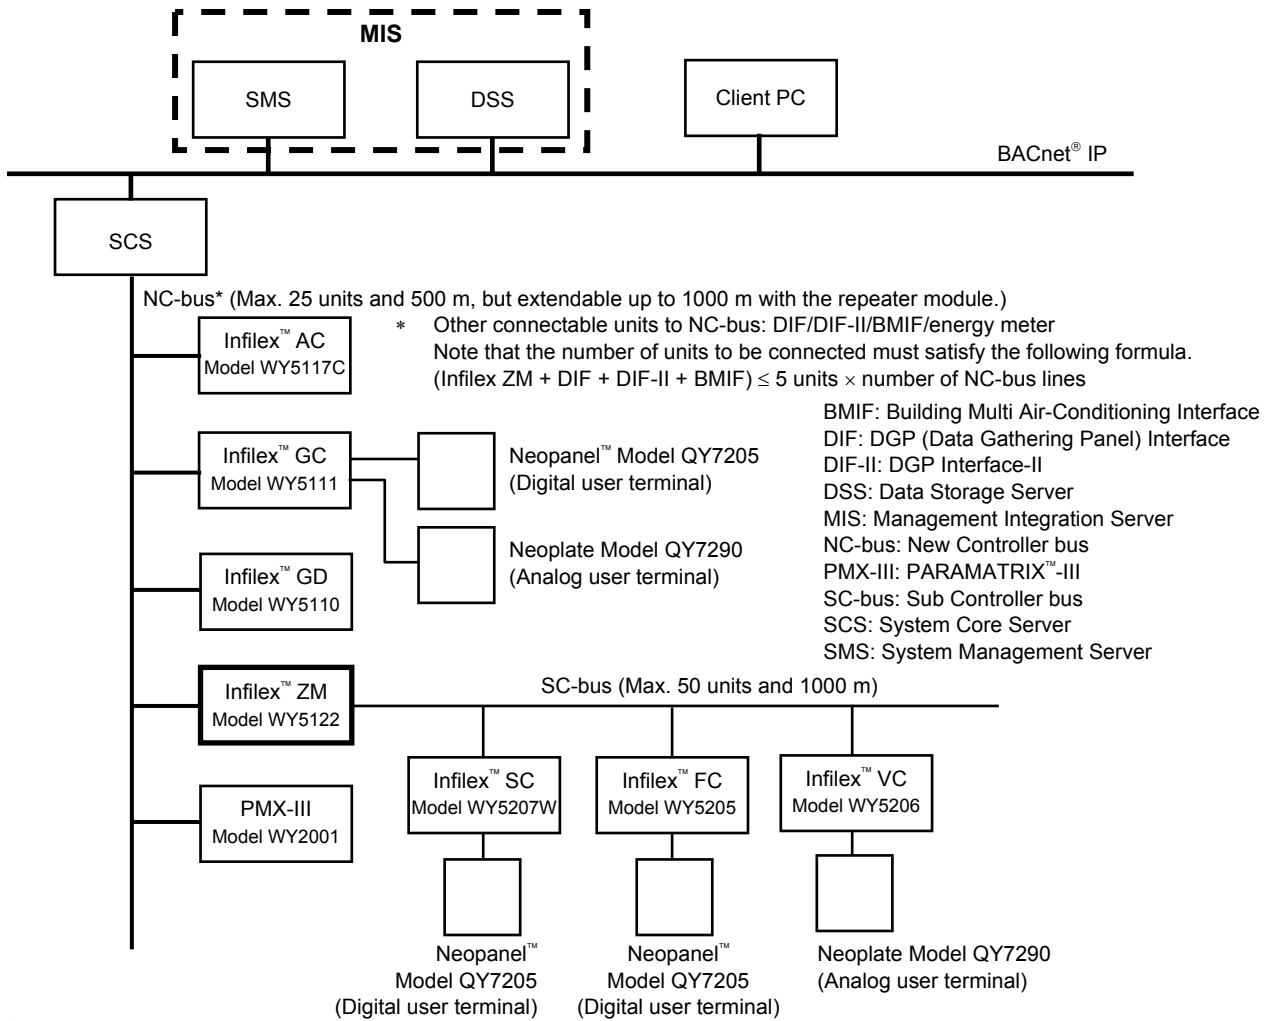 MIS
SMS
DSS
Client PC
BACnet® IP
SCS
NC-bus* (Max. 25 units and 500 m, but extendable up to 1000 m with the repeater module.)
* Other connectable units to NC-bus: DIF/DIF-II/BMIF/energy meter
Note that the number of units to be connected must satisfy the following formula.
(Infilex ZM + DIF + DIF-II + BMIF) ≤ 5 units × number of NC-bus lines
Infilex™ AC
Model WY5117C
BMIF: Building Multi Air-Conditioning Interface
DIF: DGP (Data Gathering Panel) Interface
DIF-II: DGP Interface-II
DSS: Data Storage Server
MIS: Management Integration Server
NC-bus: New Controller bus
PMX-III: PARAMATRIX™-III
SC-bus: Sub Controller bus
SCS: System Core Server
SMS: System Management Server
Infilex™ GC
Model WY5111
Neopanel™ Model QY7205
(Digital user terminal)
Neoplate Model QY7290
(Analog user terminal)
Infilex™ GD
Model WY5110
Infilex™ ZM
Model WY5122
SC-bus (Max. 50 units and 1000 m)
Infilex™ SC
Model WY5207W
Infilex™ FC
Model WY5205
Infilex™ VC
Model WY5206
PMX-III
Model WY2001
Neopanel™
Model QY7205
(Digital user terminal)
Neopanel™
Model QY7205
(Digital user terminal)
Neoplate Model QY7290
(Analog user terminal)